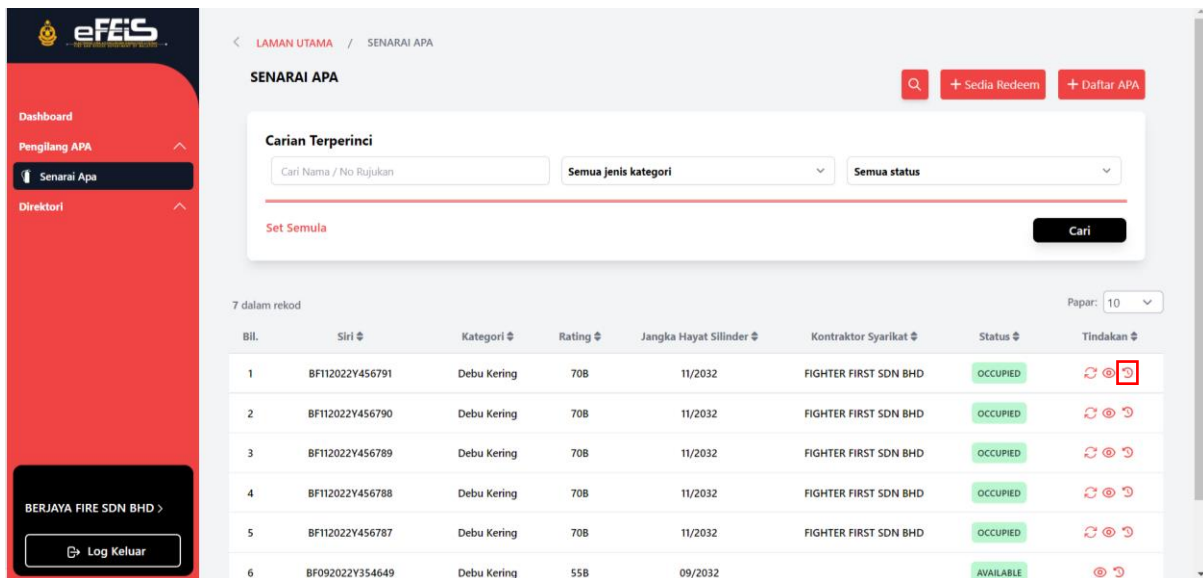 eFEiS
LAMAN UTAMA / SENARAI APA
SENARAI APA
+ Sedia Redeem
+ Daftar APA
Dashboard
Pengilang APA
Senarai Apa
Direktori
Carian Terperinci
Cari Nama / No Rujukan
Semua jenis kategori
Semua status
Set Semula
Cari
7 dalam rekod
Papar: 10
Bil. Siri Kategori Rating Jangka Hayat Silinder Kontraktor Syarikat Status Tindakan
1 BF112022Y456791 Debu Kering 70B 11/2032 FIGHTER FIRST SDN BHD OCCUPIED
2 BF112022Y456790 Debu Kering 70B 11/2032 FIGHTER FIRST SDN BHD OCCUPIED
3 BF112022Y456789 Debu Kering 70B 11/2032 FIGHTER FIRST SDN BHD OCCUPIED
4 BF112022Y456788 Debu Kering 70B 11/2032 FIGHTER FIRST SDN BHD OCCUPIED
5 BF112022Y456787 Debu Kering 70B 11/2032 FIGHTER FIRST SDN BHD OCCUPIED
6 BF092022Y354649 Debu Kering 55B 09/2032 AVAILABLE
BERJAYA FIRE SDN BHD >
Log Keluar